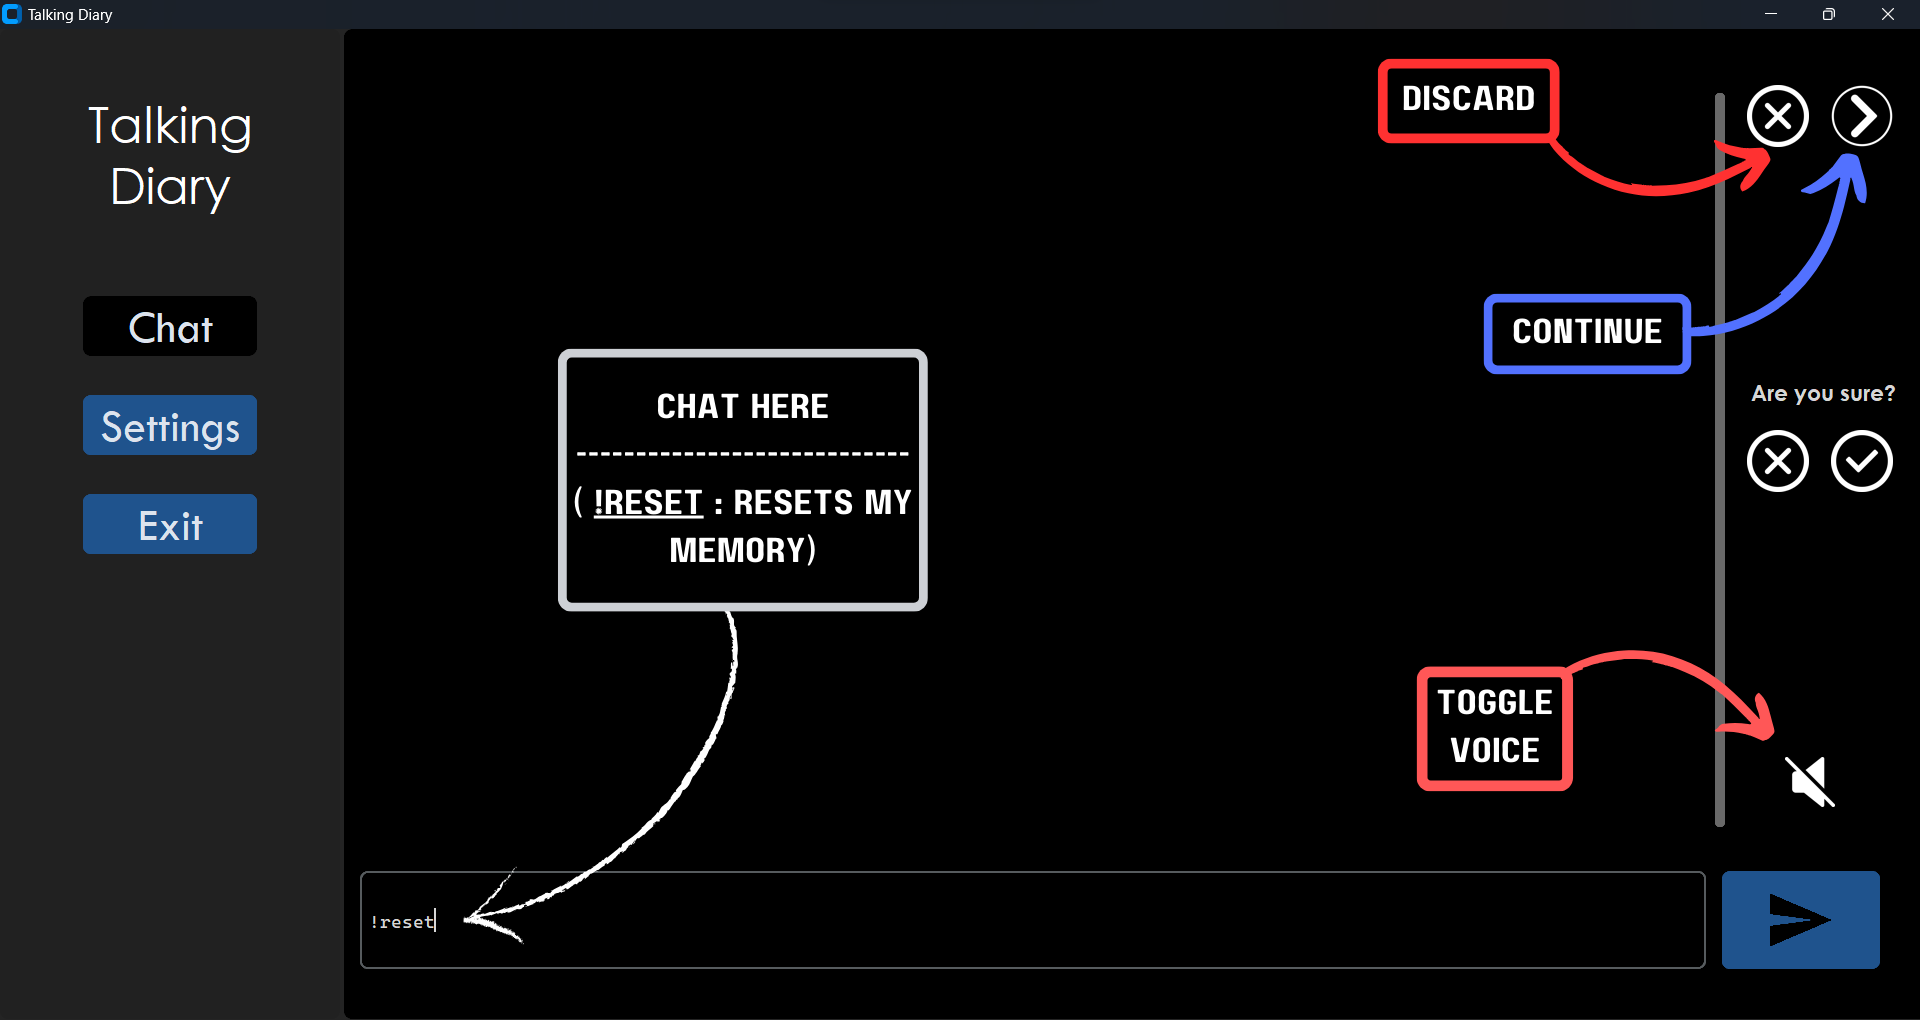 Talking Diary
Talking
Diary
Chat
Settings
Exit
DISCARD
CONTINUE
Are you sure?
CHAT HERE
----------------------------
( !RESET : RESETS MY
MEMORY)
TOGGLE
VOICE
!reset